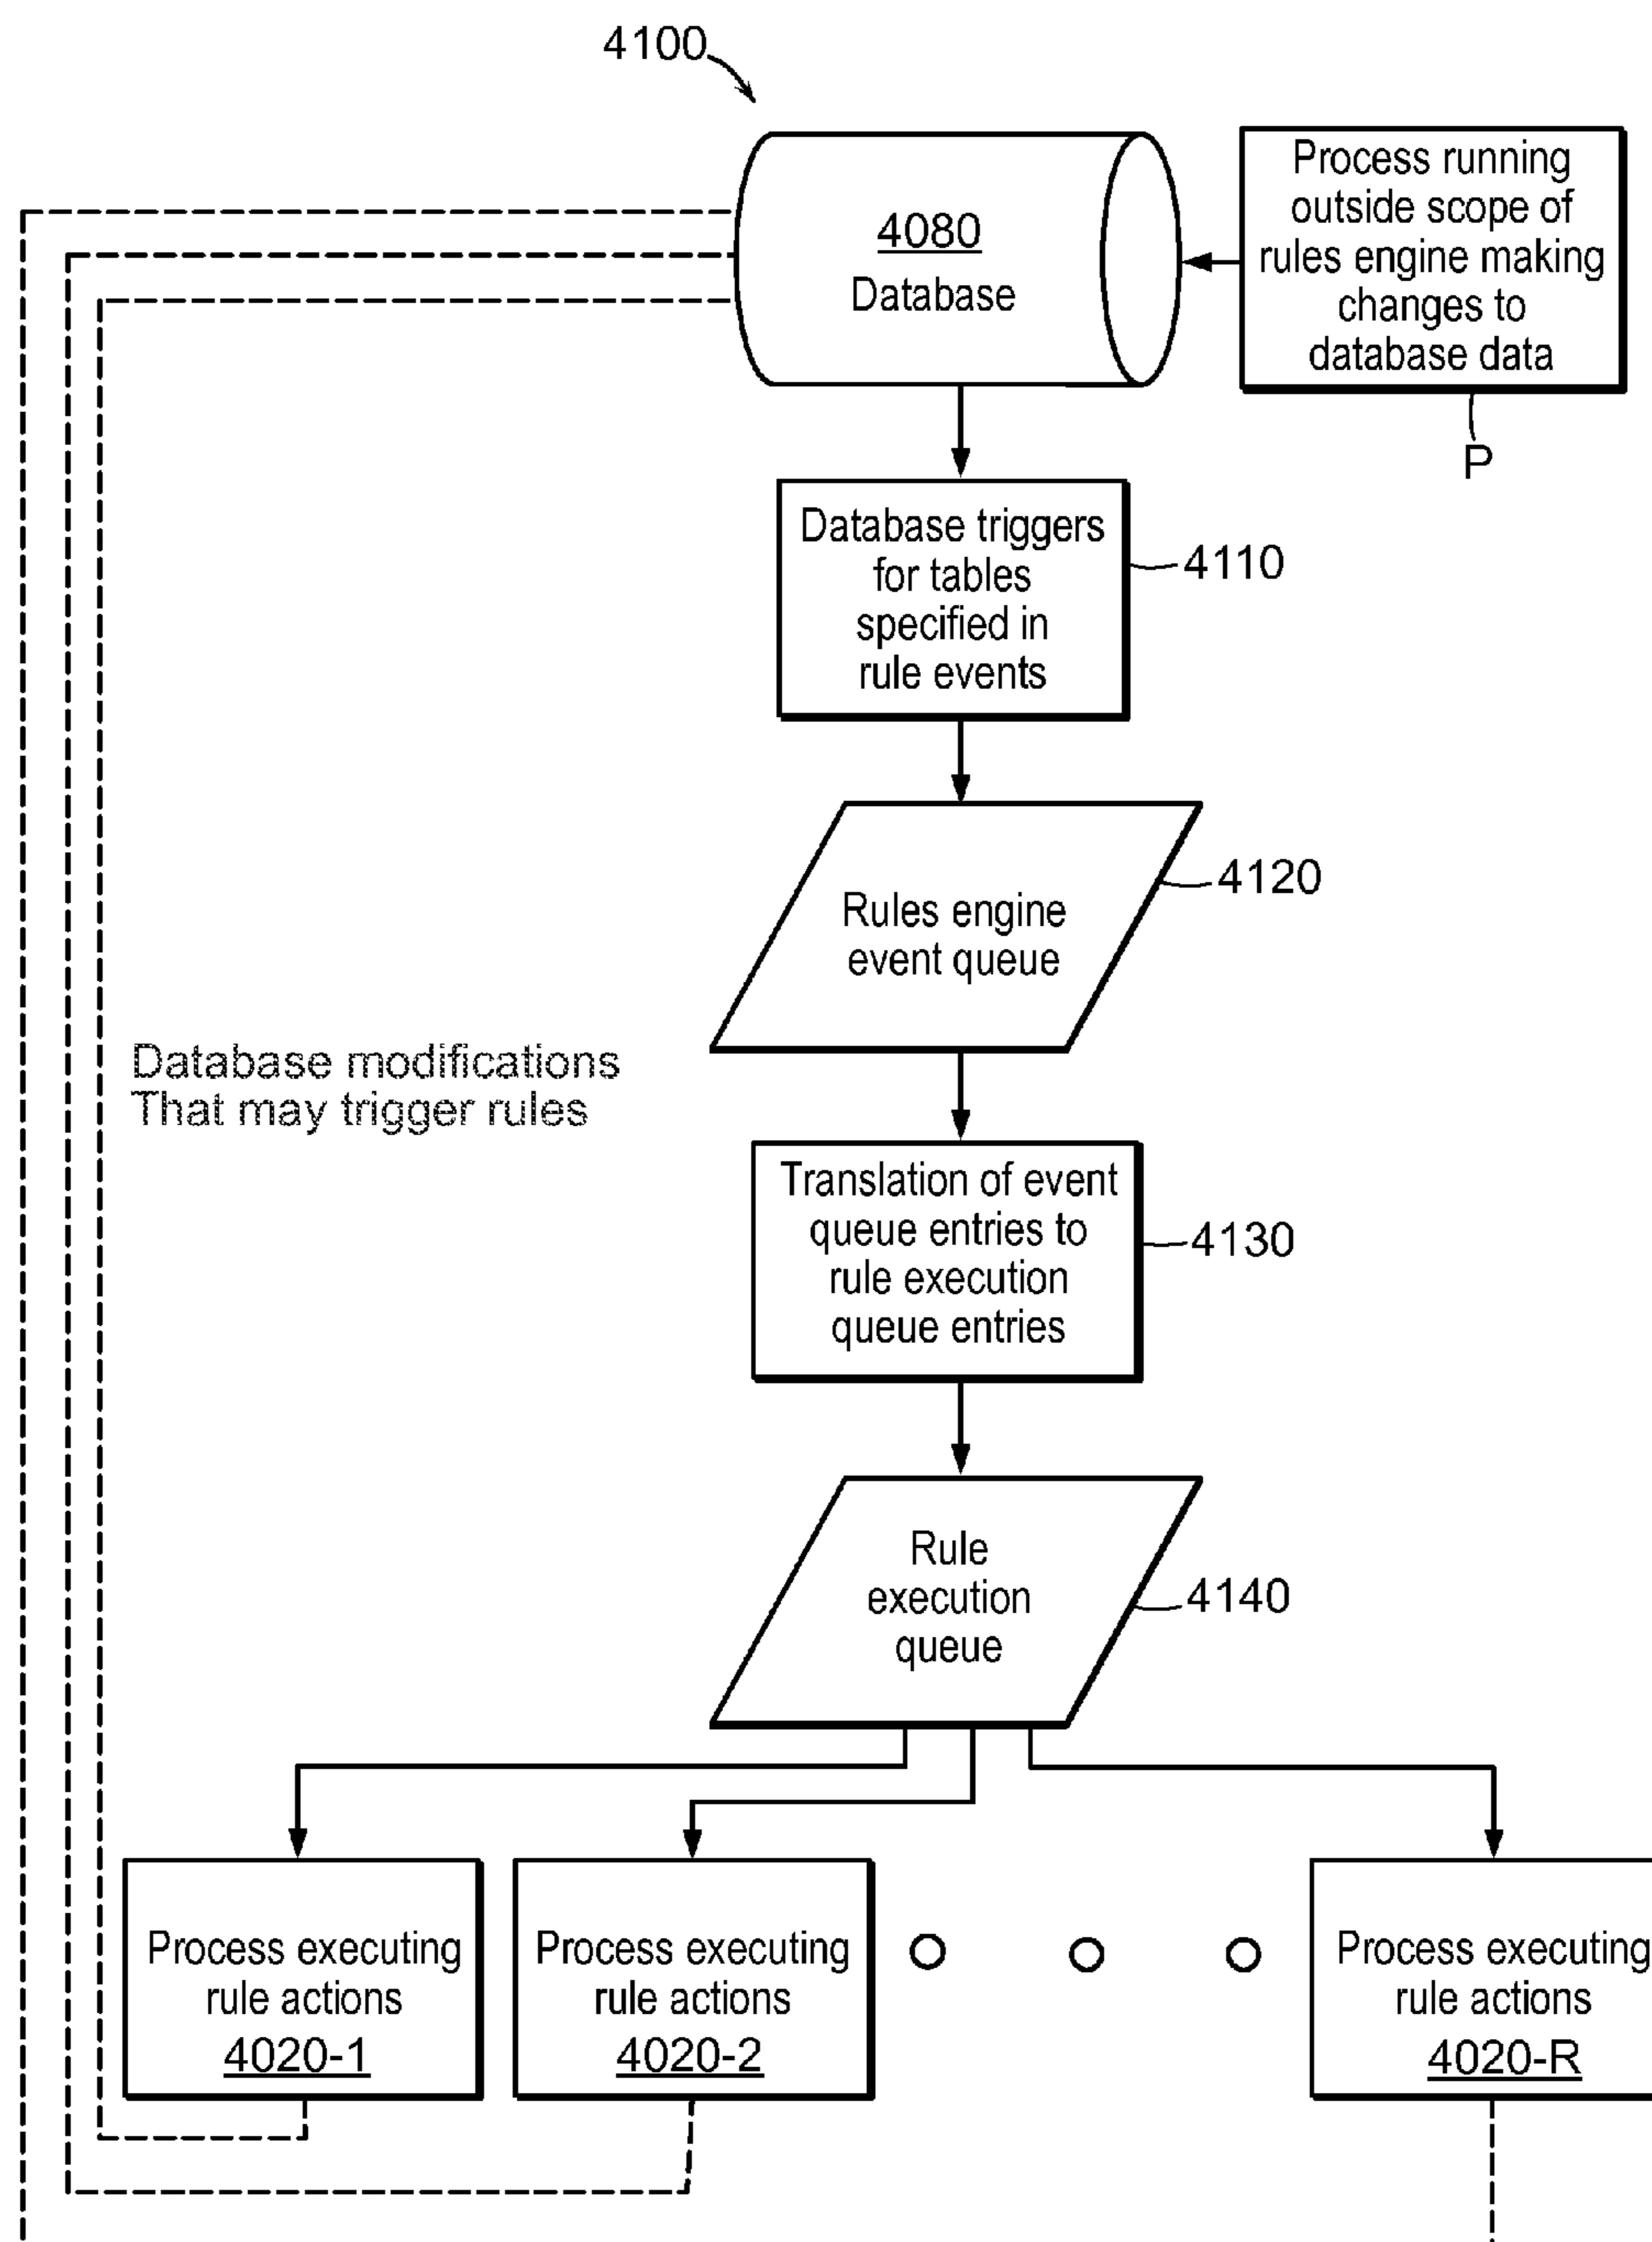 4100
4080
Database
Process running
outside scope of
rules engine making
changes to
database data
P
Database triggers
for tables
specified in
rule events
4110
Rules engine
event queue
4120
Database modifications
That may trigger rules
Translation of event
queue entries to
rule execution
queue entries
4130
Rule
execution
queue
4140
Process executing
rule actions
4020-1
Process executing
rule actions
4020-2
Process executing
rule actions
4020-R